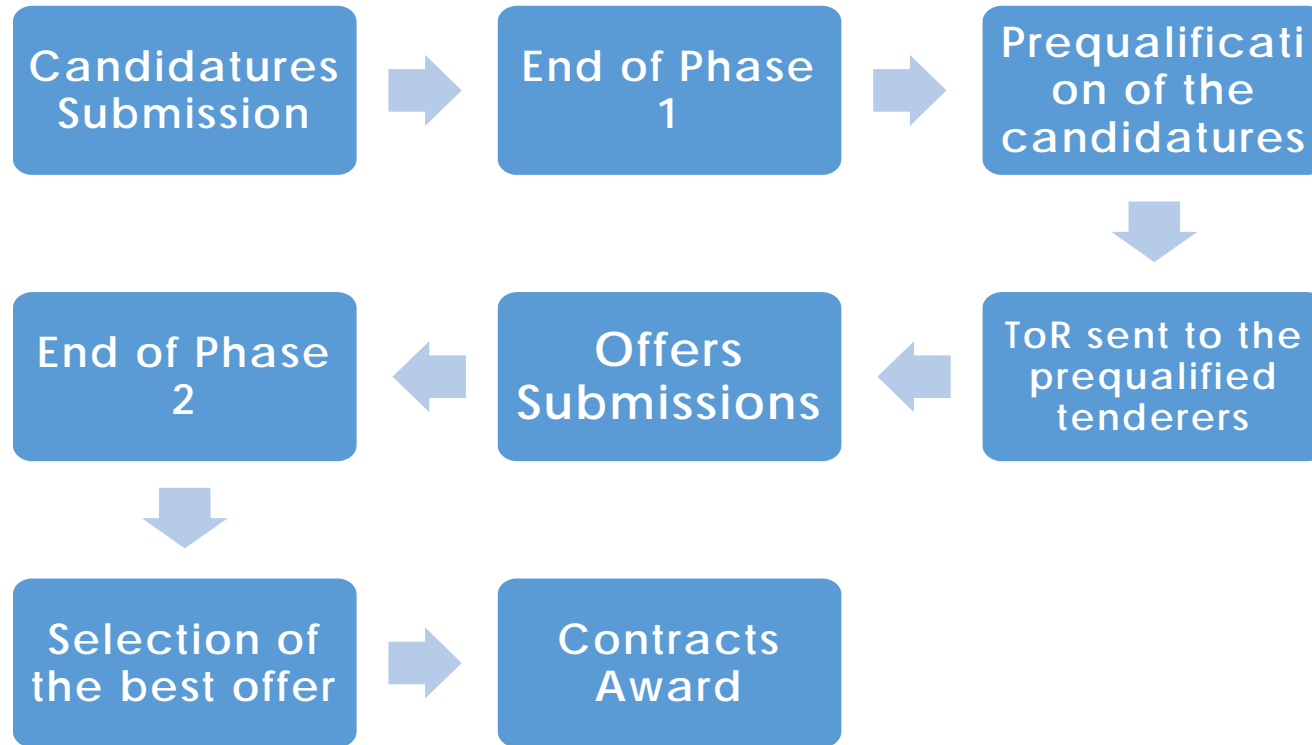 Candidatures
Submission
End of Phase
1
Prequalificati
on of the
candidatures
ToR sent to the
prequalified
tenderers
Offers
Submissions
End of Phase
2
Selection of
the best offer
Contracts
Award